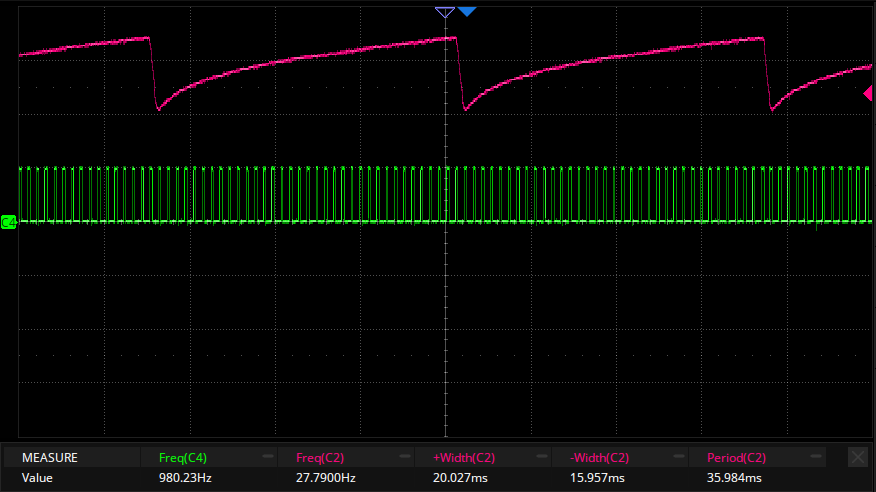 C4
MEASURE Freq(C4) Freq(C2) +Width(C2) -Width(C2) Period(C2)
Value 980.23Hz 27.7900Hz 20.027ms 15.957ms 35.984ms